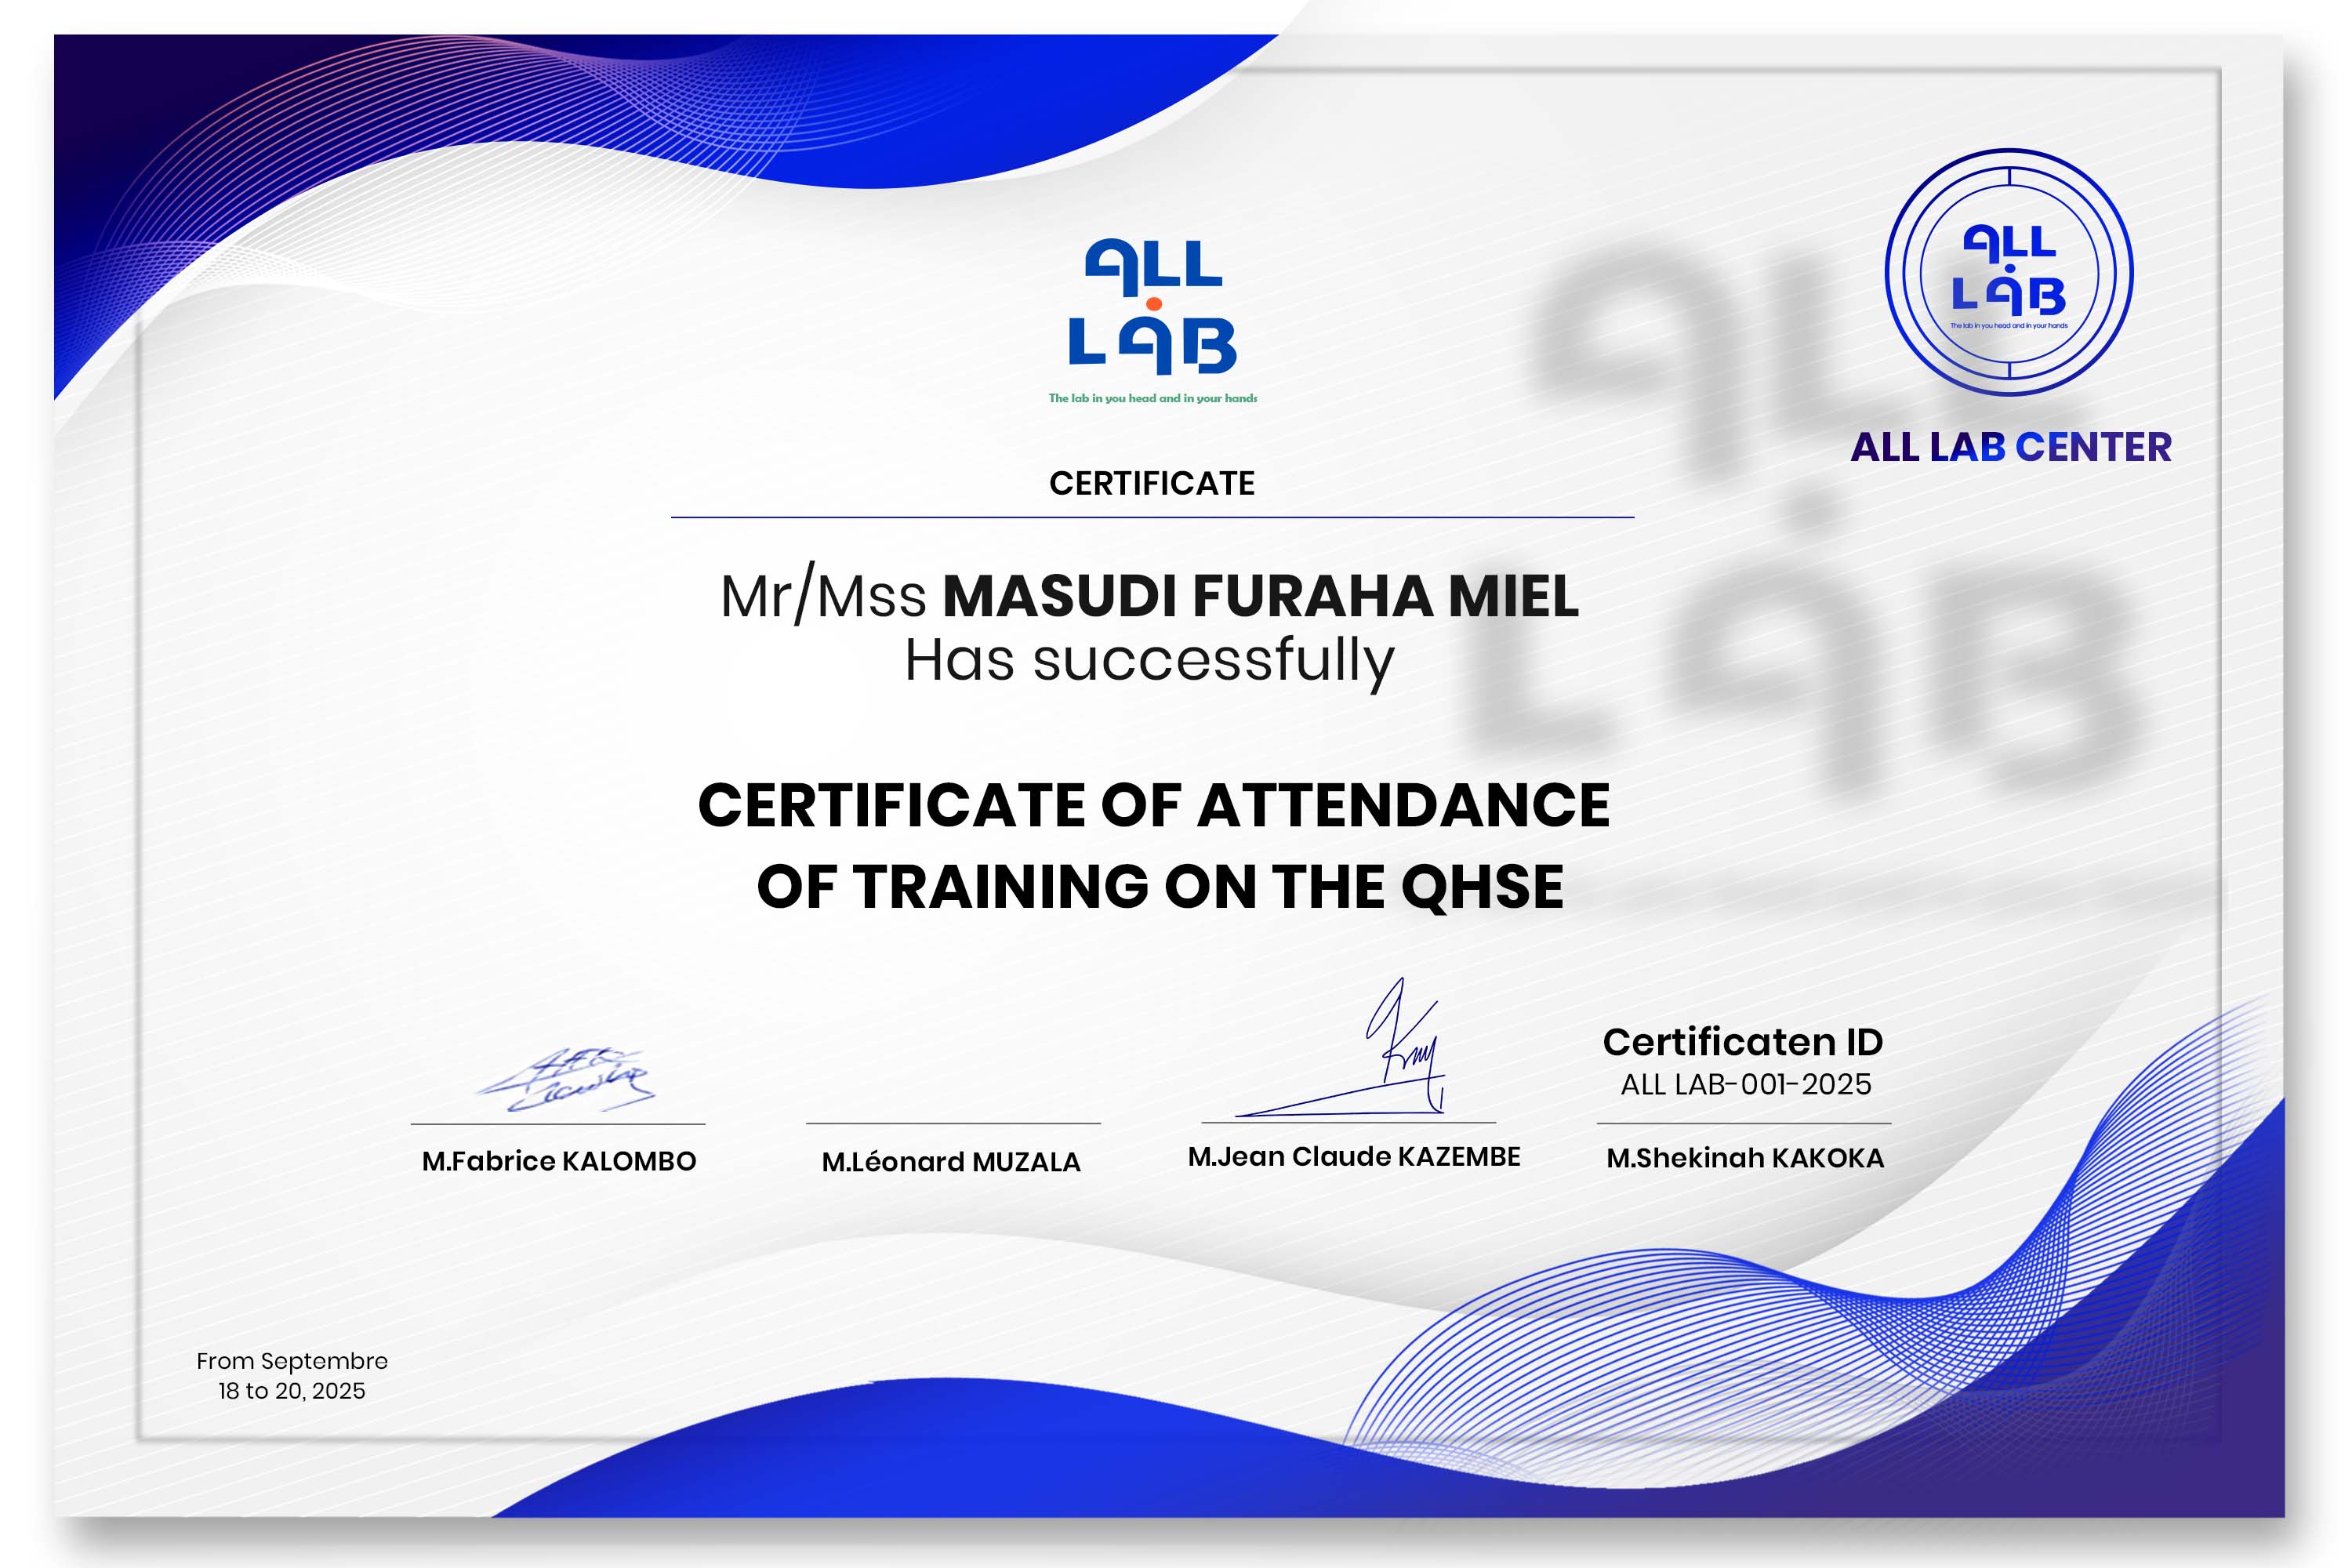 ALL
LAB
The lab in you head and in your hands
ALL
LAB
The lab in you head and in your hands
ALL LAB CENTER
ALL
LAB
CERTIFICATE
Mr/Mss MASUDI FURAHA MIEL
Has successfully
CERTIFICATE OF ATTENDANCE
OF TRAINING ON THE QHSE
Certificaten ID
ALL LAB-001-2025
M.Fabrice KALOMBO
M.Léonard MUZALA
M.Jean Claude KAZEMBE
M.Shekinah KAKOKA
From Septembre
18 to 20, 2025